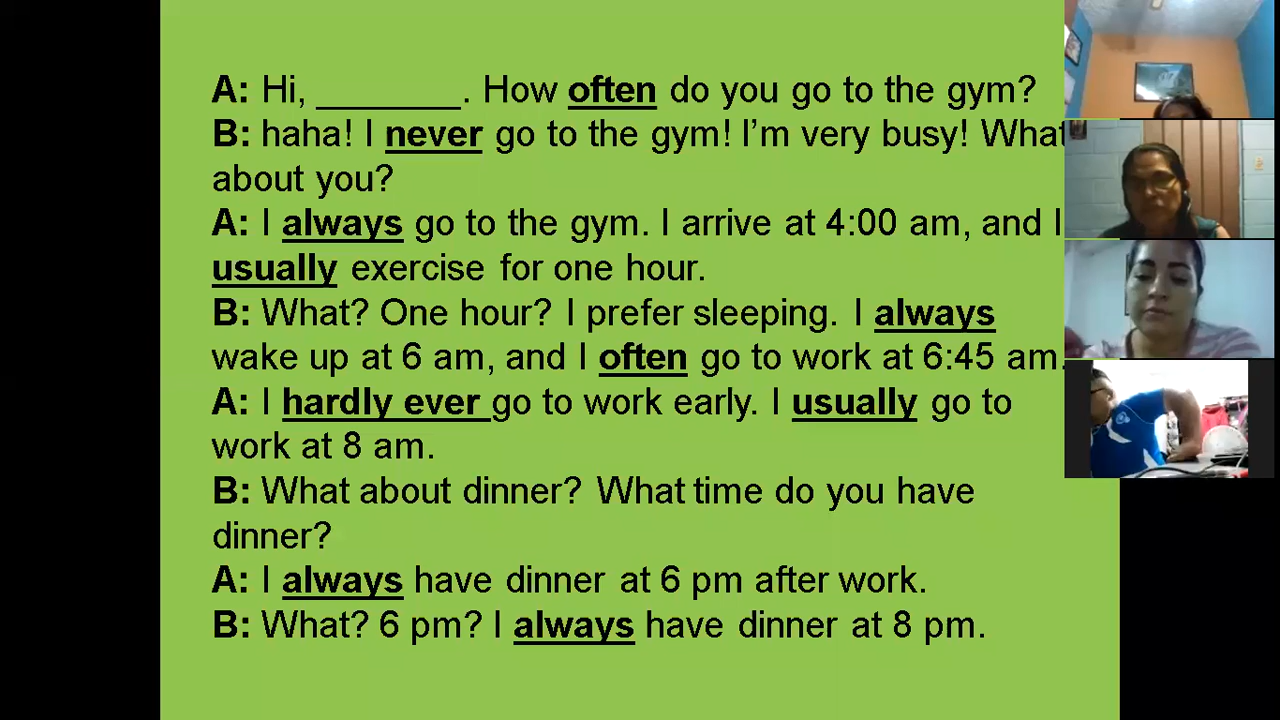 A: Hi, _______. How often do you go to the gym?
B: haha! I never go to the gym! I'm very busy! What
about you?
A: I always go to the gym. I arrive at 4:00 am, and I
usually exercise for one hour.
B: What? One hour? I prefer sleeping. I always
wake up at 6 am, and I often go to work at 6:45 am.
A: I hardly ever go to work early. I usually go to
work at 8 am.
B: What about dinner? What time do you have
dinner?
A: I always have dinner at 6 pm after work.
B: What? 6 pm? I always have dinner at 8 pm.